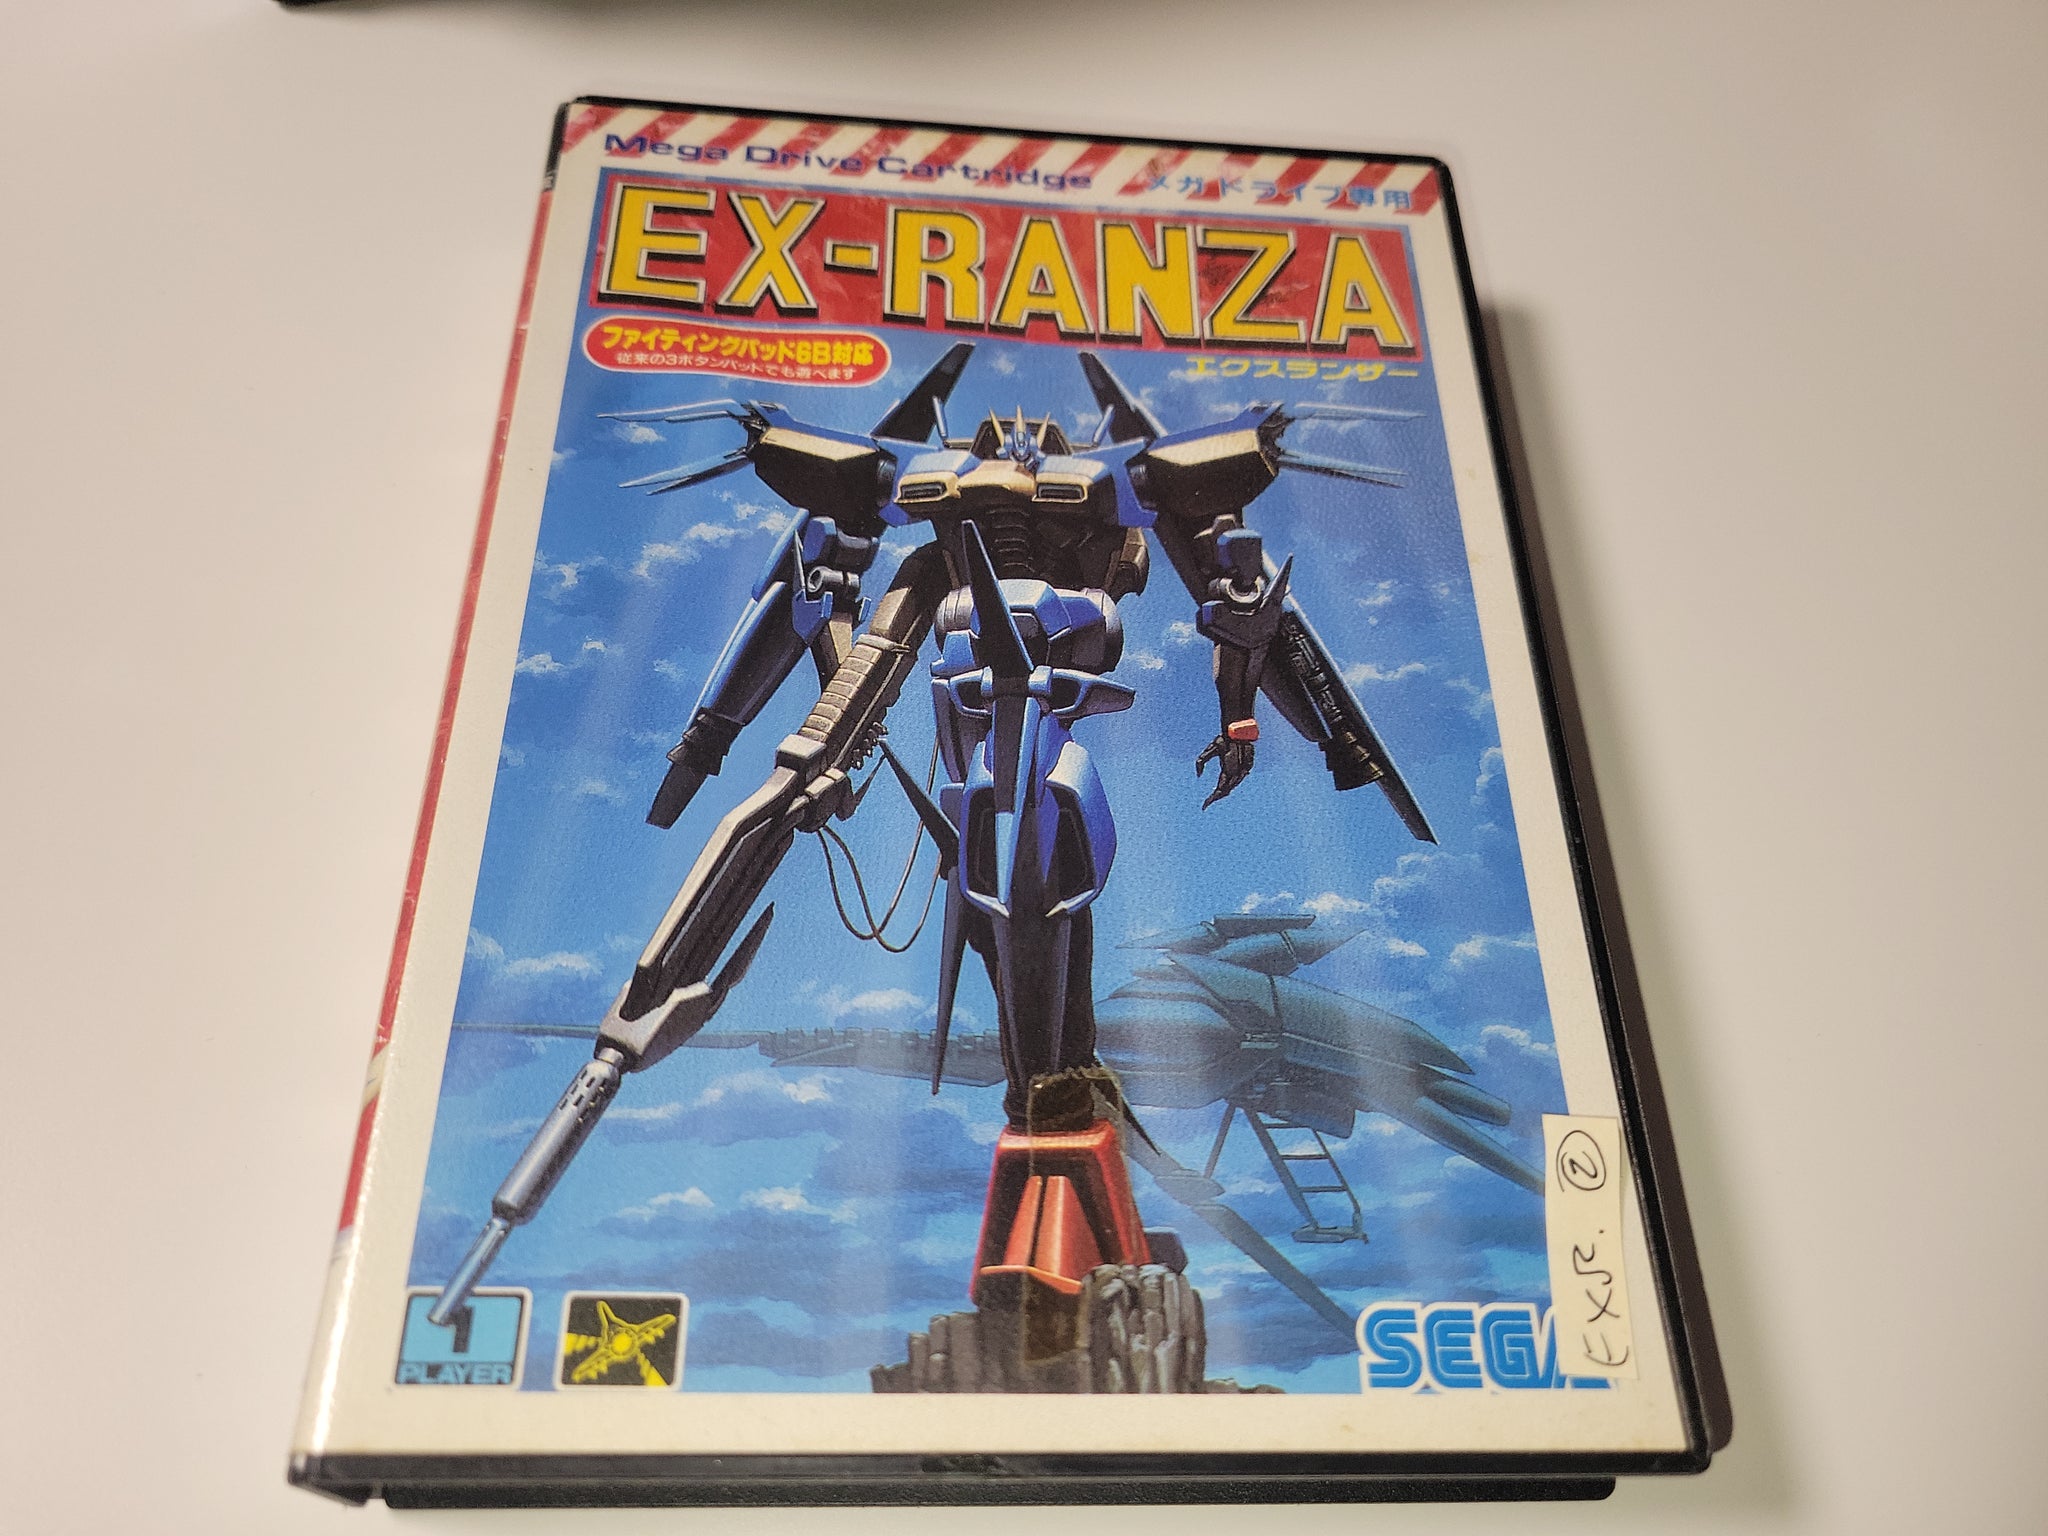 Mega Drive Cartridge メガドライブ専用
EX-RANZA
ファイティングパッド6B対応
従来の3ボタンパットでも遊べます
エクスランザー
1
PLAYER
SEGA
②